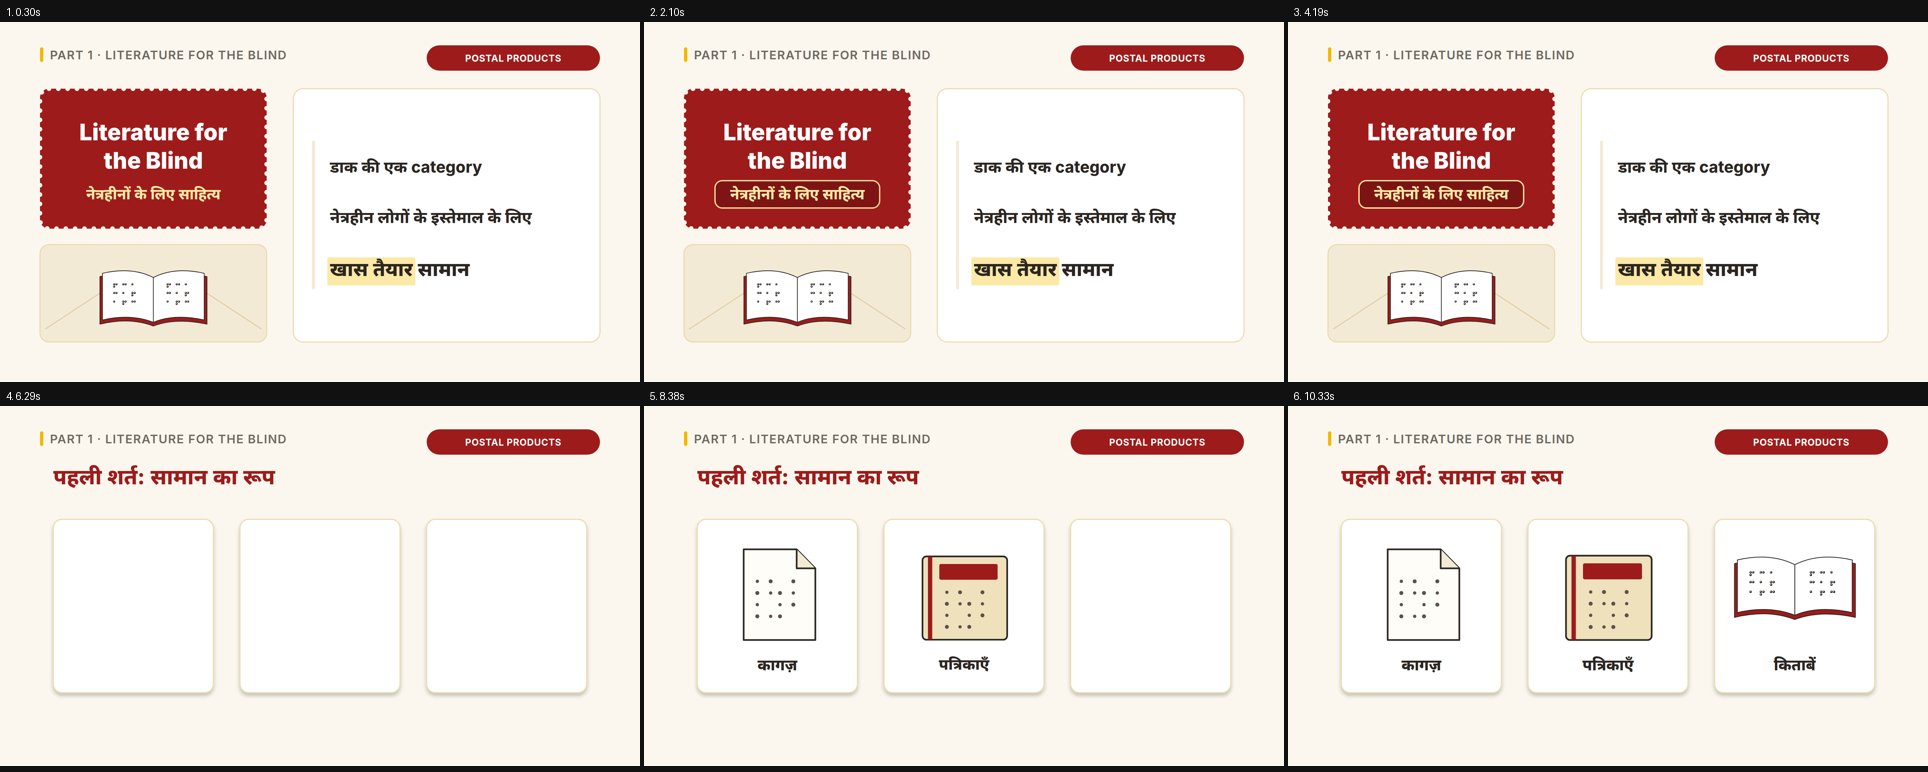 1. 0.30s
PART 1 · LITERATURE FOR THE BLIND
POSTAL PRODUCTS
Literature for
the Blind
नेत्रहीनों के लिए साहित्य
डाक की एक category
नेत्रहीन लोगों के इस्तेमाल के लिए
खास तैयार सामान
2. 2.10s
PART 1 · LITERATURE FOR THE BLIND
POSTAL PRODUCTS
Literature for
the Blind
नेत्रहीनों के लिए साहित्य
डाक की एक category
नेत्रहीन लोगों के इस्तेमाल के लिए
खास तैयार सामान
3. 4.19s
PART 1 · LITERATURE FOR THE BLIND
POSTAL PRODUCTS
Literature for
the Blind
नेत्रहीनों के लिए साहित्य
डाक की एक category
नेत्रहीन लोगों के इस्तेमाल के लिए
खास तैयार सामान
4. 6.29s
PART 1 · LITERATURE FOR THE BLIND
POSTAL PRODUCTS
पहली शर्त: सामान का रूप
5. 8.38s
PART 1 · LITERATURE FOR THE BLIND
POSTAL PRODUCTS
पहली शर्त: सामान का रूप
कागज़
पत्रिकाएँ
6. 10.33s
PART 1 · LITERATURE FOR THE BLIND
POSTAL PRODUCTS
पहली शर्त: सामान का रूप
कागज़
पत्रिकाएँ
किताबें